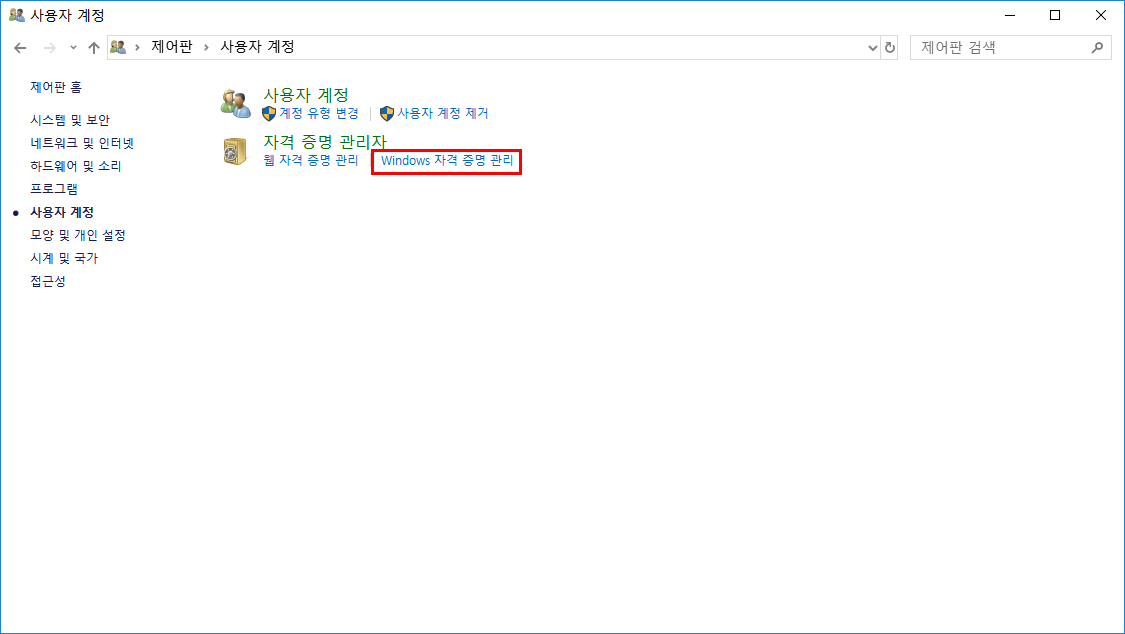 사용자 계정
제어판 › 사용자 계정
제어판 검색
제어판 홈
시스템 및 보안
네트워크 및 인터넷
하드웨어 및 소리
프로그램
사용자 계정
모양 및 개인 설정
시계 및 국가
접근성
사용자 계정
계정 유형 변경 | 사용자 계정 제거
자격 증명 관리자
웹 자격 증명 관리 | Windows 자격 증명 관리